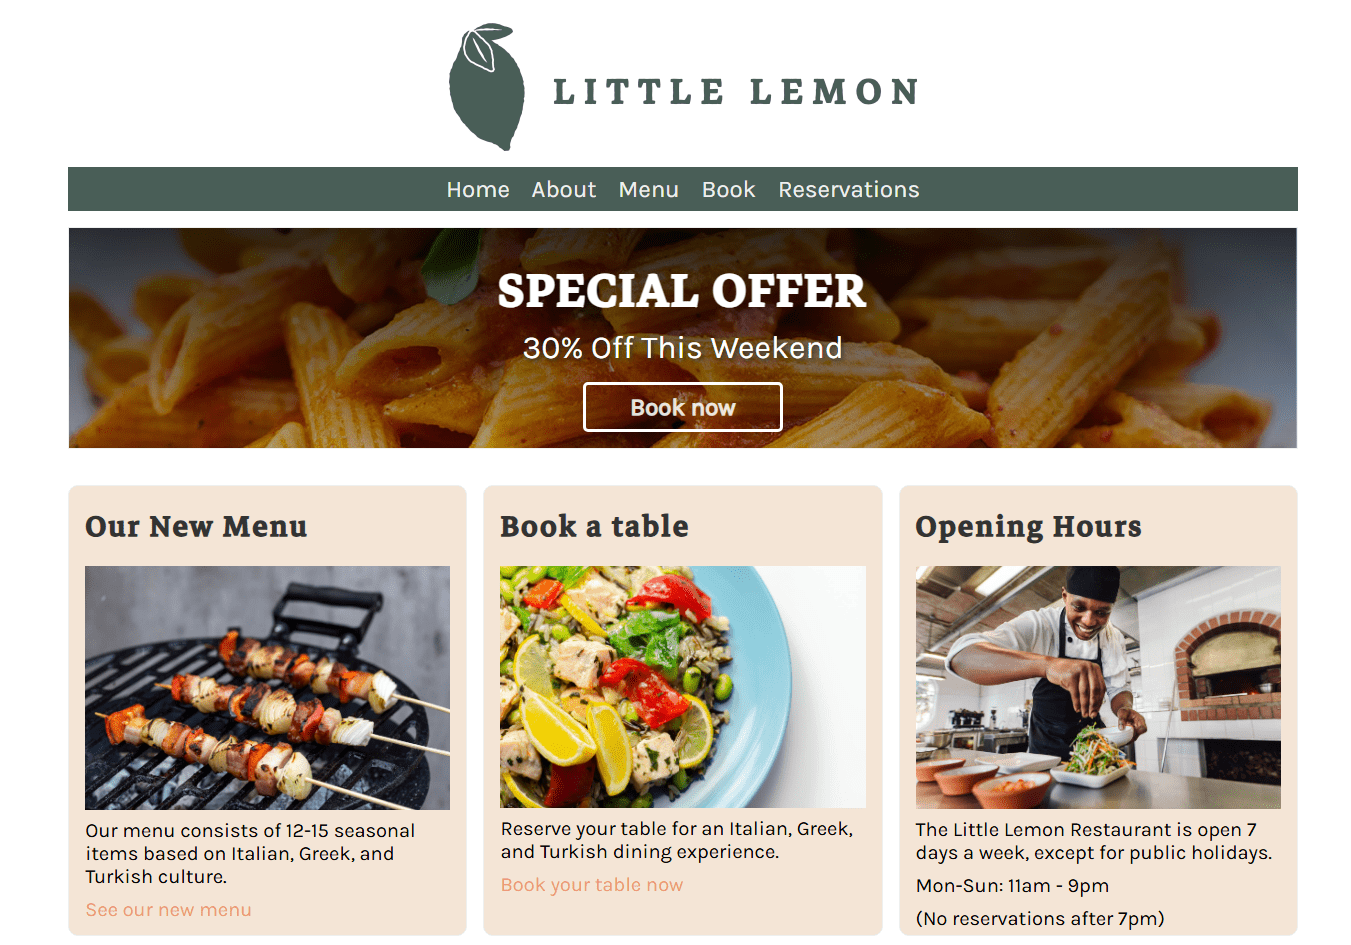 LITTLE LEMON
Home About Menu Book Reservations
SPECIAL OFFER
30% Off This Weekend
Book now
Our New Menu
Our menu consists of 12-15 seasonal
items based on Italian, Greek, and
Turkish culture.
See our new menu
Book a table
Reserve your table for an Italian, Greek,
and Turkish dining experience.
Book your table now
Opening Hours
The Little Lemon Restaurant is open 7
days a week, except for public holidays.
Mon-Sun: 11am - 9pm
(No reservations after 7pm)